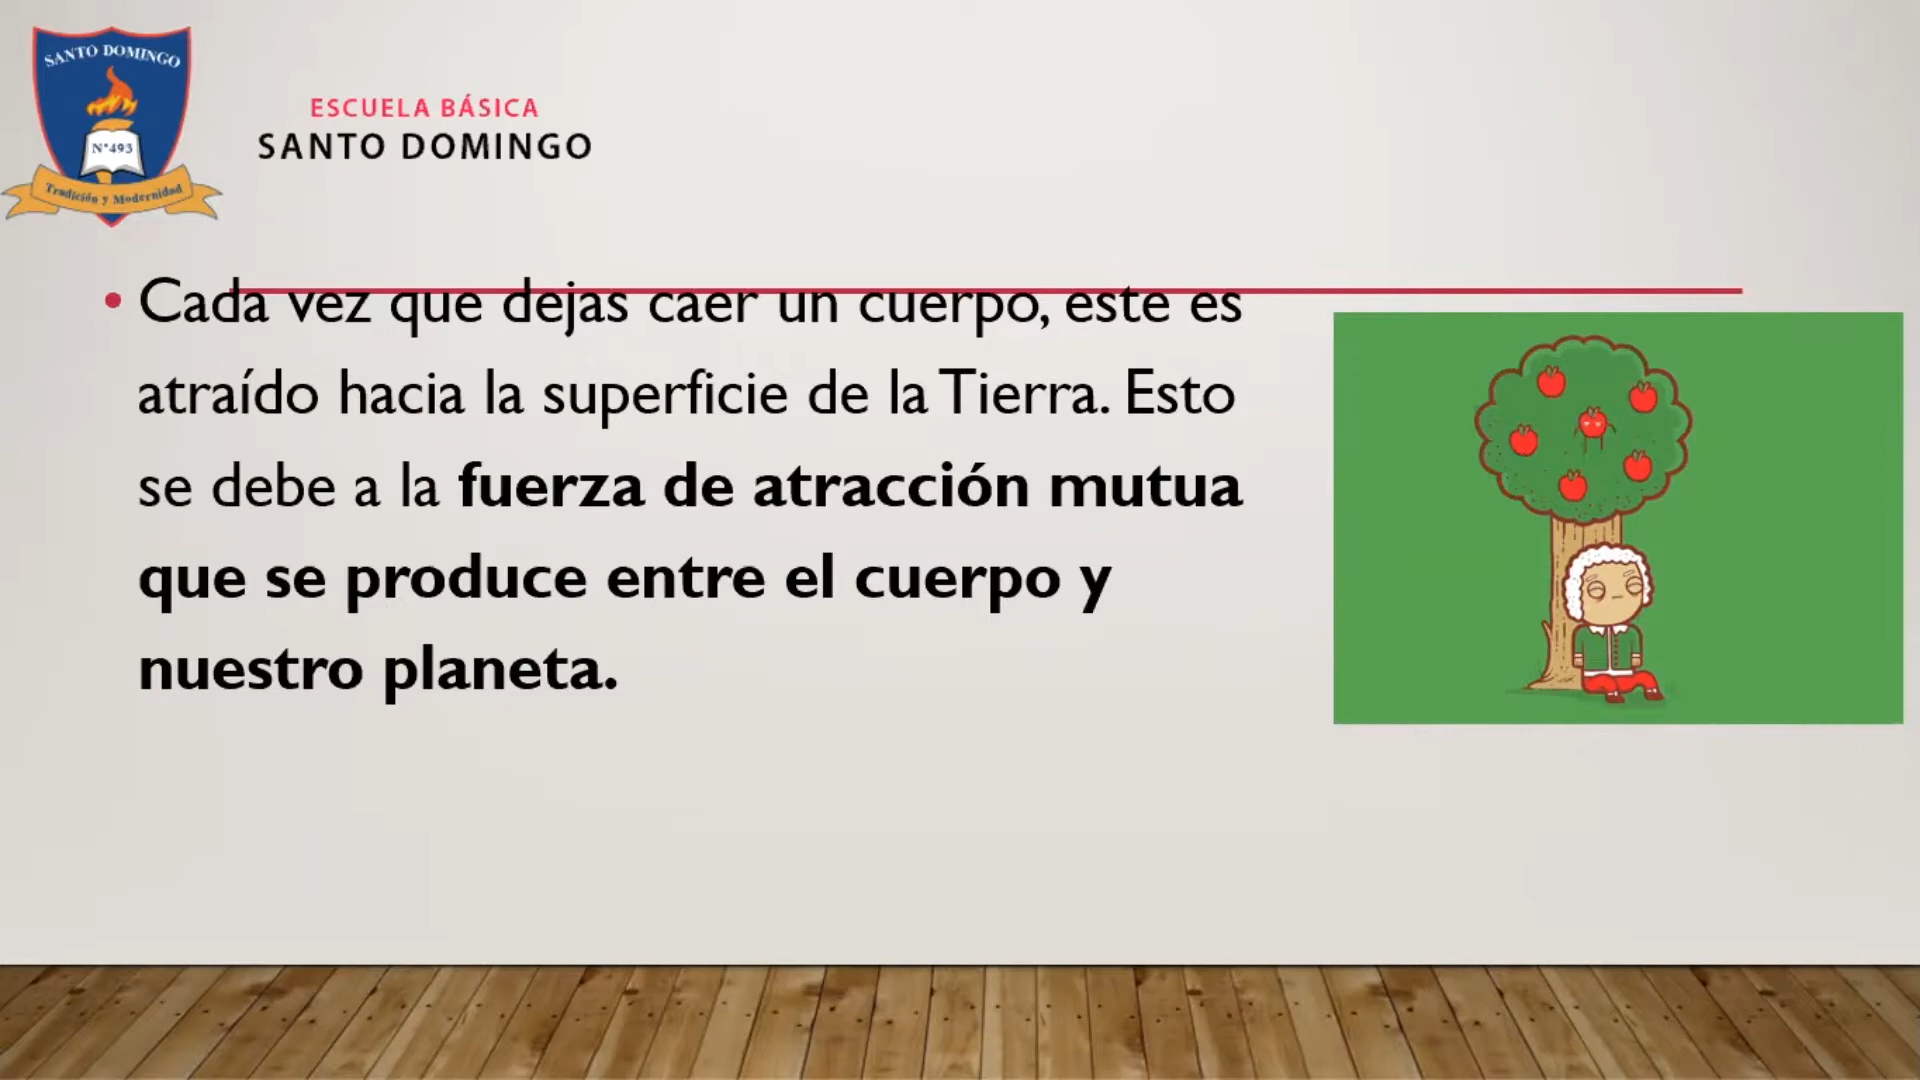 SANTO DOMINGO
N°493
Tradición y Modernidad
ESCUELA BÁSICA
SANTO DOMINGO
• Cada vez que dejas caer un cuerpo, este es
atraído hacia la superficie de la Tierra. Esto
se debe a la fuerza de atracción mutua
que se produce entre el cuerpo y
nuestro planeta.